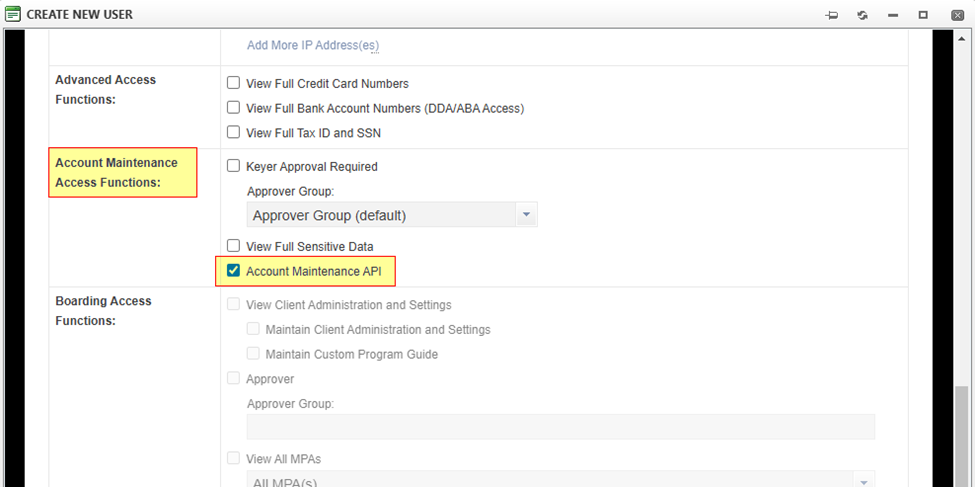 CREATE NEW USER
Add More IP Address(es)
Advanced Access
Functions:
View Full Credit Card Numbers
View Full Bank Account Numbers (DDA/ABA Access)
View Full Tax ID and SSN
Account Maintenance
Access Functions:
Keyer Approval Required
Approver Group:
Approver Group (default)
View Full Sensitive Data
Account Maintenance API
Boarding Access
Functions:
View Client Administration and Settings
Maintain Client Administration and Settings
Maintain Custom Program Guide
Approver
Approver Group:
View All MPAs
All MPA(s)